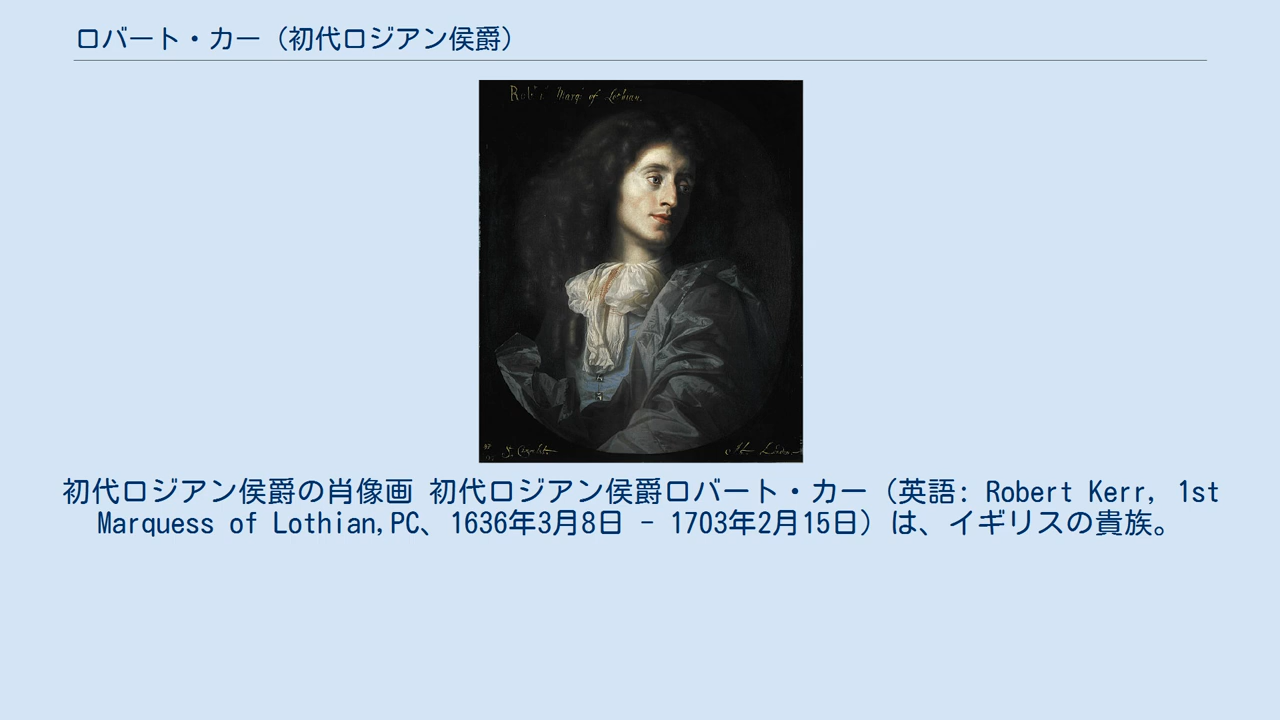 ロバート・カー（初代ロジアン侯爵）
Marq: of Lothian.
初代ロジアン侯爵の肖像画 初代ロジアン侯爵ロバート・カー（英語: Robert Kerr, 1st
Marquess of Lothian,PC、1636年3月8日 - 1703年2月15日）は、イギリスの貴族。